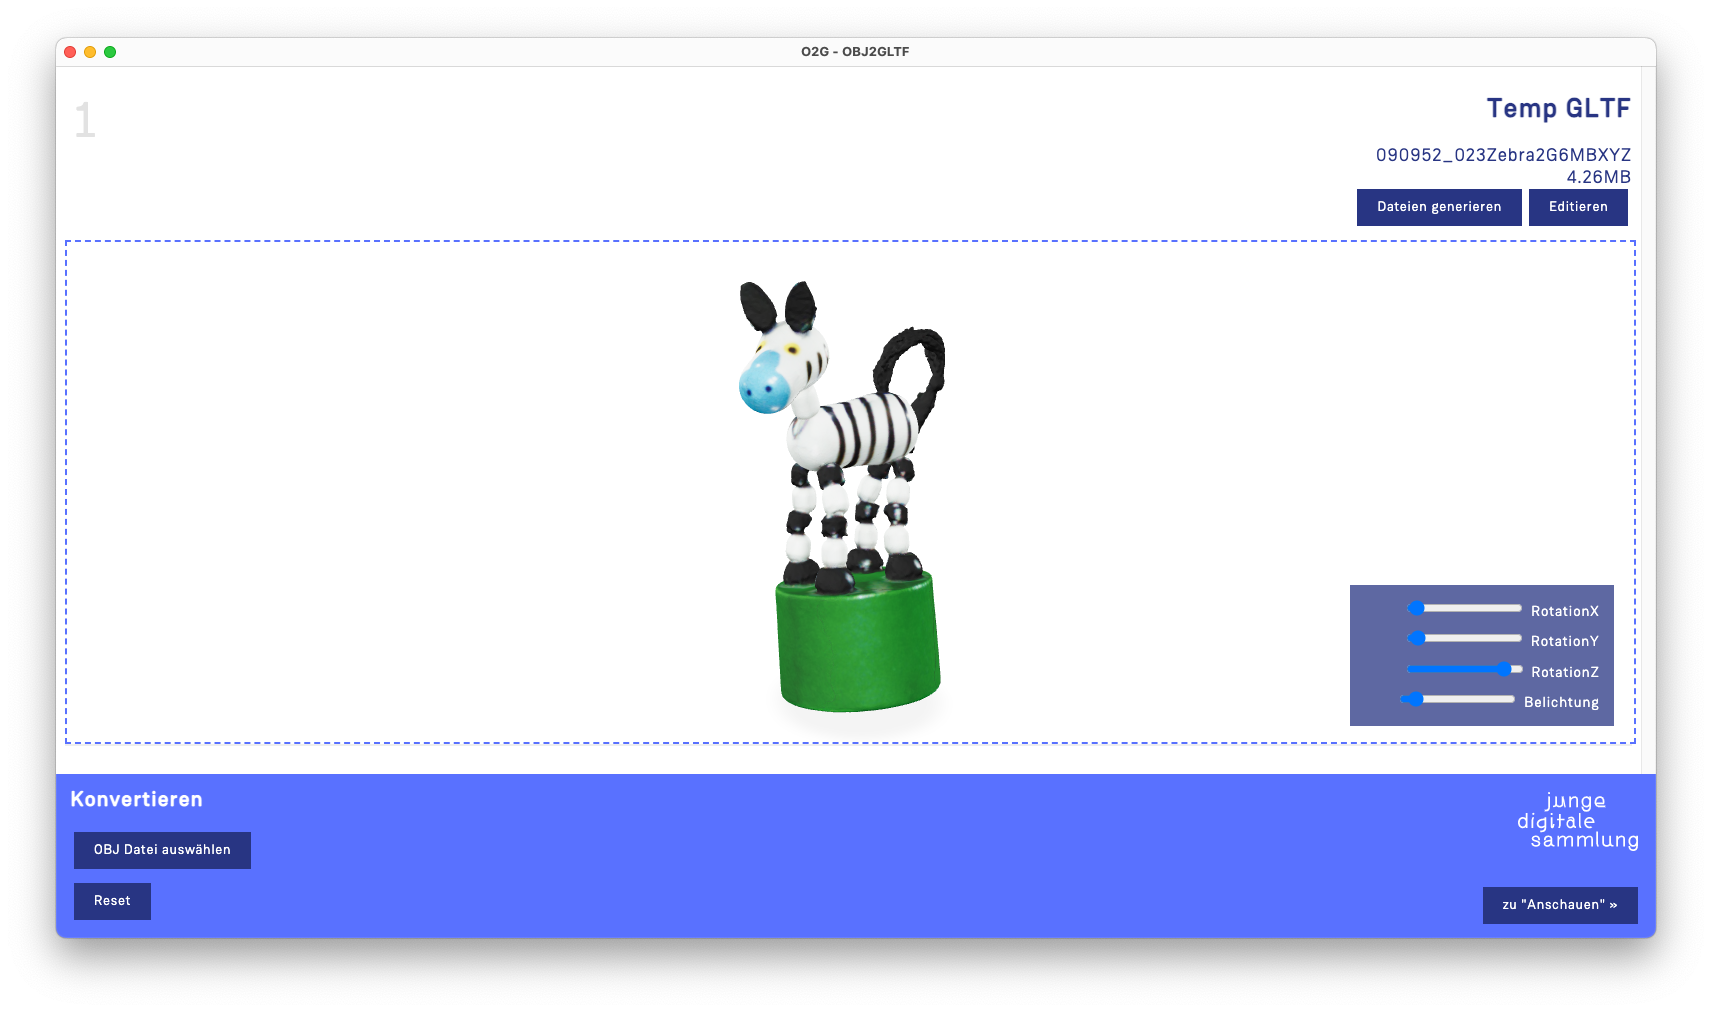 O2G - OBJ2GLTF
1
Temp GLTF
090952_023Zebra2G6MBXYZ
4.26MB
Dateien generieren
Editieren
RotationX
RotationY
RotationZ
Belichtung
Konvertieren
OBJ Datei auswählen
Reset
junge
digitale
sammlung
zu "Anschauen" »